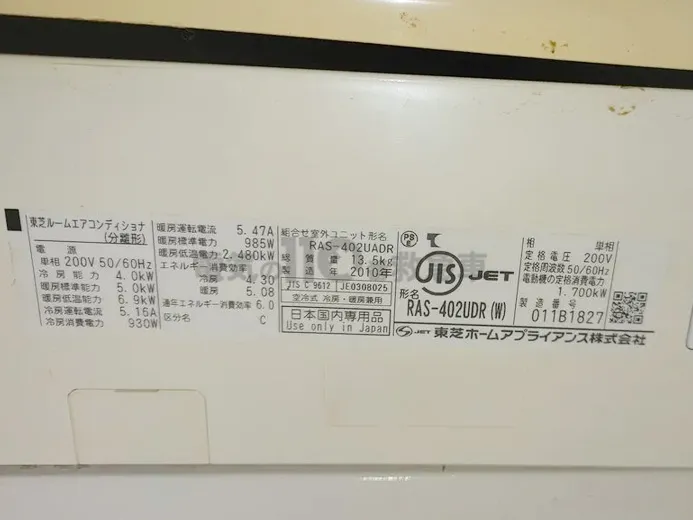 東芝ルームエアコンディショナ
(分離形)
電源
単相 200V 50/60Hz
冷房能力 4.0kW
暖房標準能力 5.0kW
暖房低温能力 6.9kW
冷房運転電流 5.16A
冷房消費電力 930W
暖房運転電流 5.47A
暖房標準電力 985W
暖房低温電力 2.480kW
エネルギー消費効率
冷房 4.30
暖房 5.08
通年エネルギー消費効率 6.0
区分名 C
組合せ室外ユニット形名
RAS-402UADR
総質量 13.5kg
製造年 2010年
JIS C 9612 JE0308025
空冷式 冷房・暖房兼用
日本国内専用品
Use only in Japan
PS
E
JIS JET
形名
RAS-402UDR(W)
相 単相
定格電圧 200V
定格周波数 50/60Hz
電動機の定格消費電力
1.700kW
製造番号
011B1827
JET 東芝ホームアプライアンス株式会社